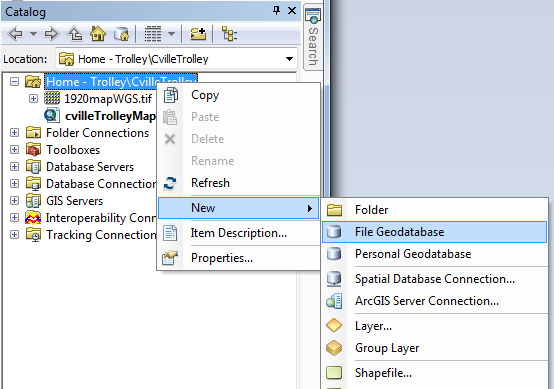 Catalog
Location: Home - Trolley\CvilleTrolley
Search
Home - Trolley\CvilleTrolley
1920mapWGS.tif
cvilleTrolleyMap
Folder Connections
Toolboxes
Database Servers
Database Connection
GIS Servers
Interoperability Conn
Tracking Connection
Copy
Paste
Delete
Rename
Refresh
New
Item Description...
Properties...
Folder
File Geodatabase
Personal Geodatabase
Spatial Database Connection...
ArcGIS Server Connection...
Layer...
Group Layer
Shapefile...